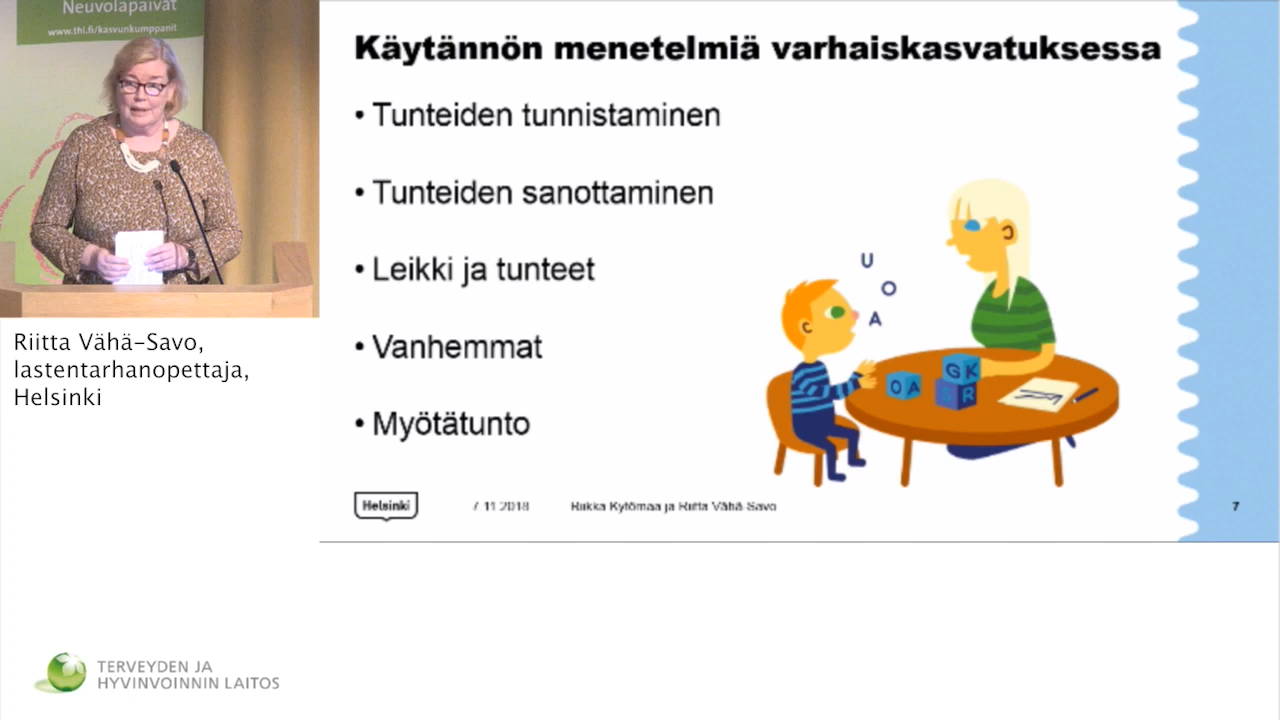 Neuvolapäivät
www.thl.fi/kasvunkumppanit
Riitta Vähä-Savo,
lastentarhanopettaja,
Helsinki
Käytännön menetelmiä varhaiskasvatuksessa
• Tunteiden tunnistaminen
• Tunteiden sanottaminen
• Leikki ja tunteet
• Vanhemmat
• Myötätunto
U
O
A
O A
G K
R
Helsinki
7.11.2018
Riikka Kytömaa ja Riitta Vähä-Savo
7
TERVEYDEN JA
HYVINVOINNIN LAITOS